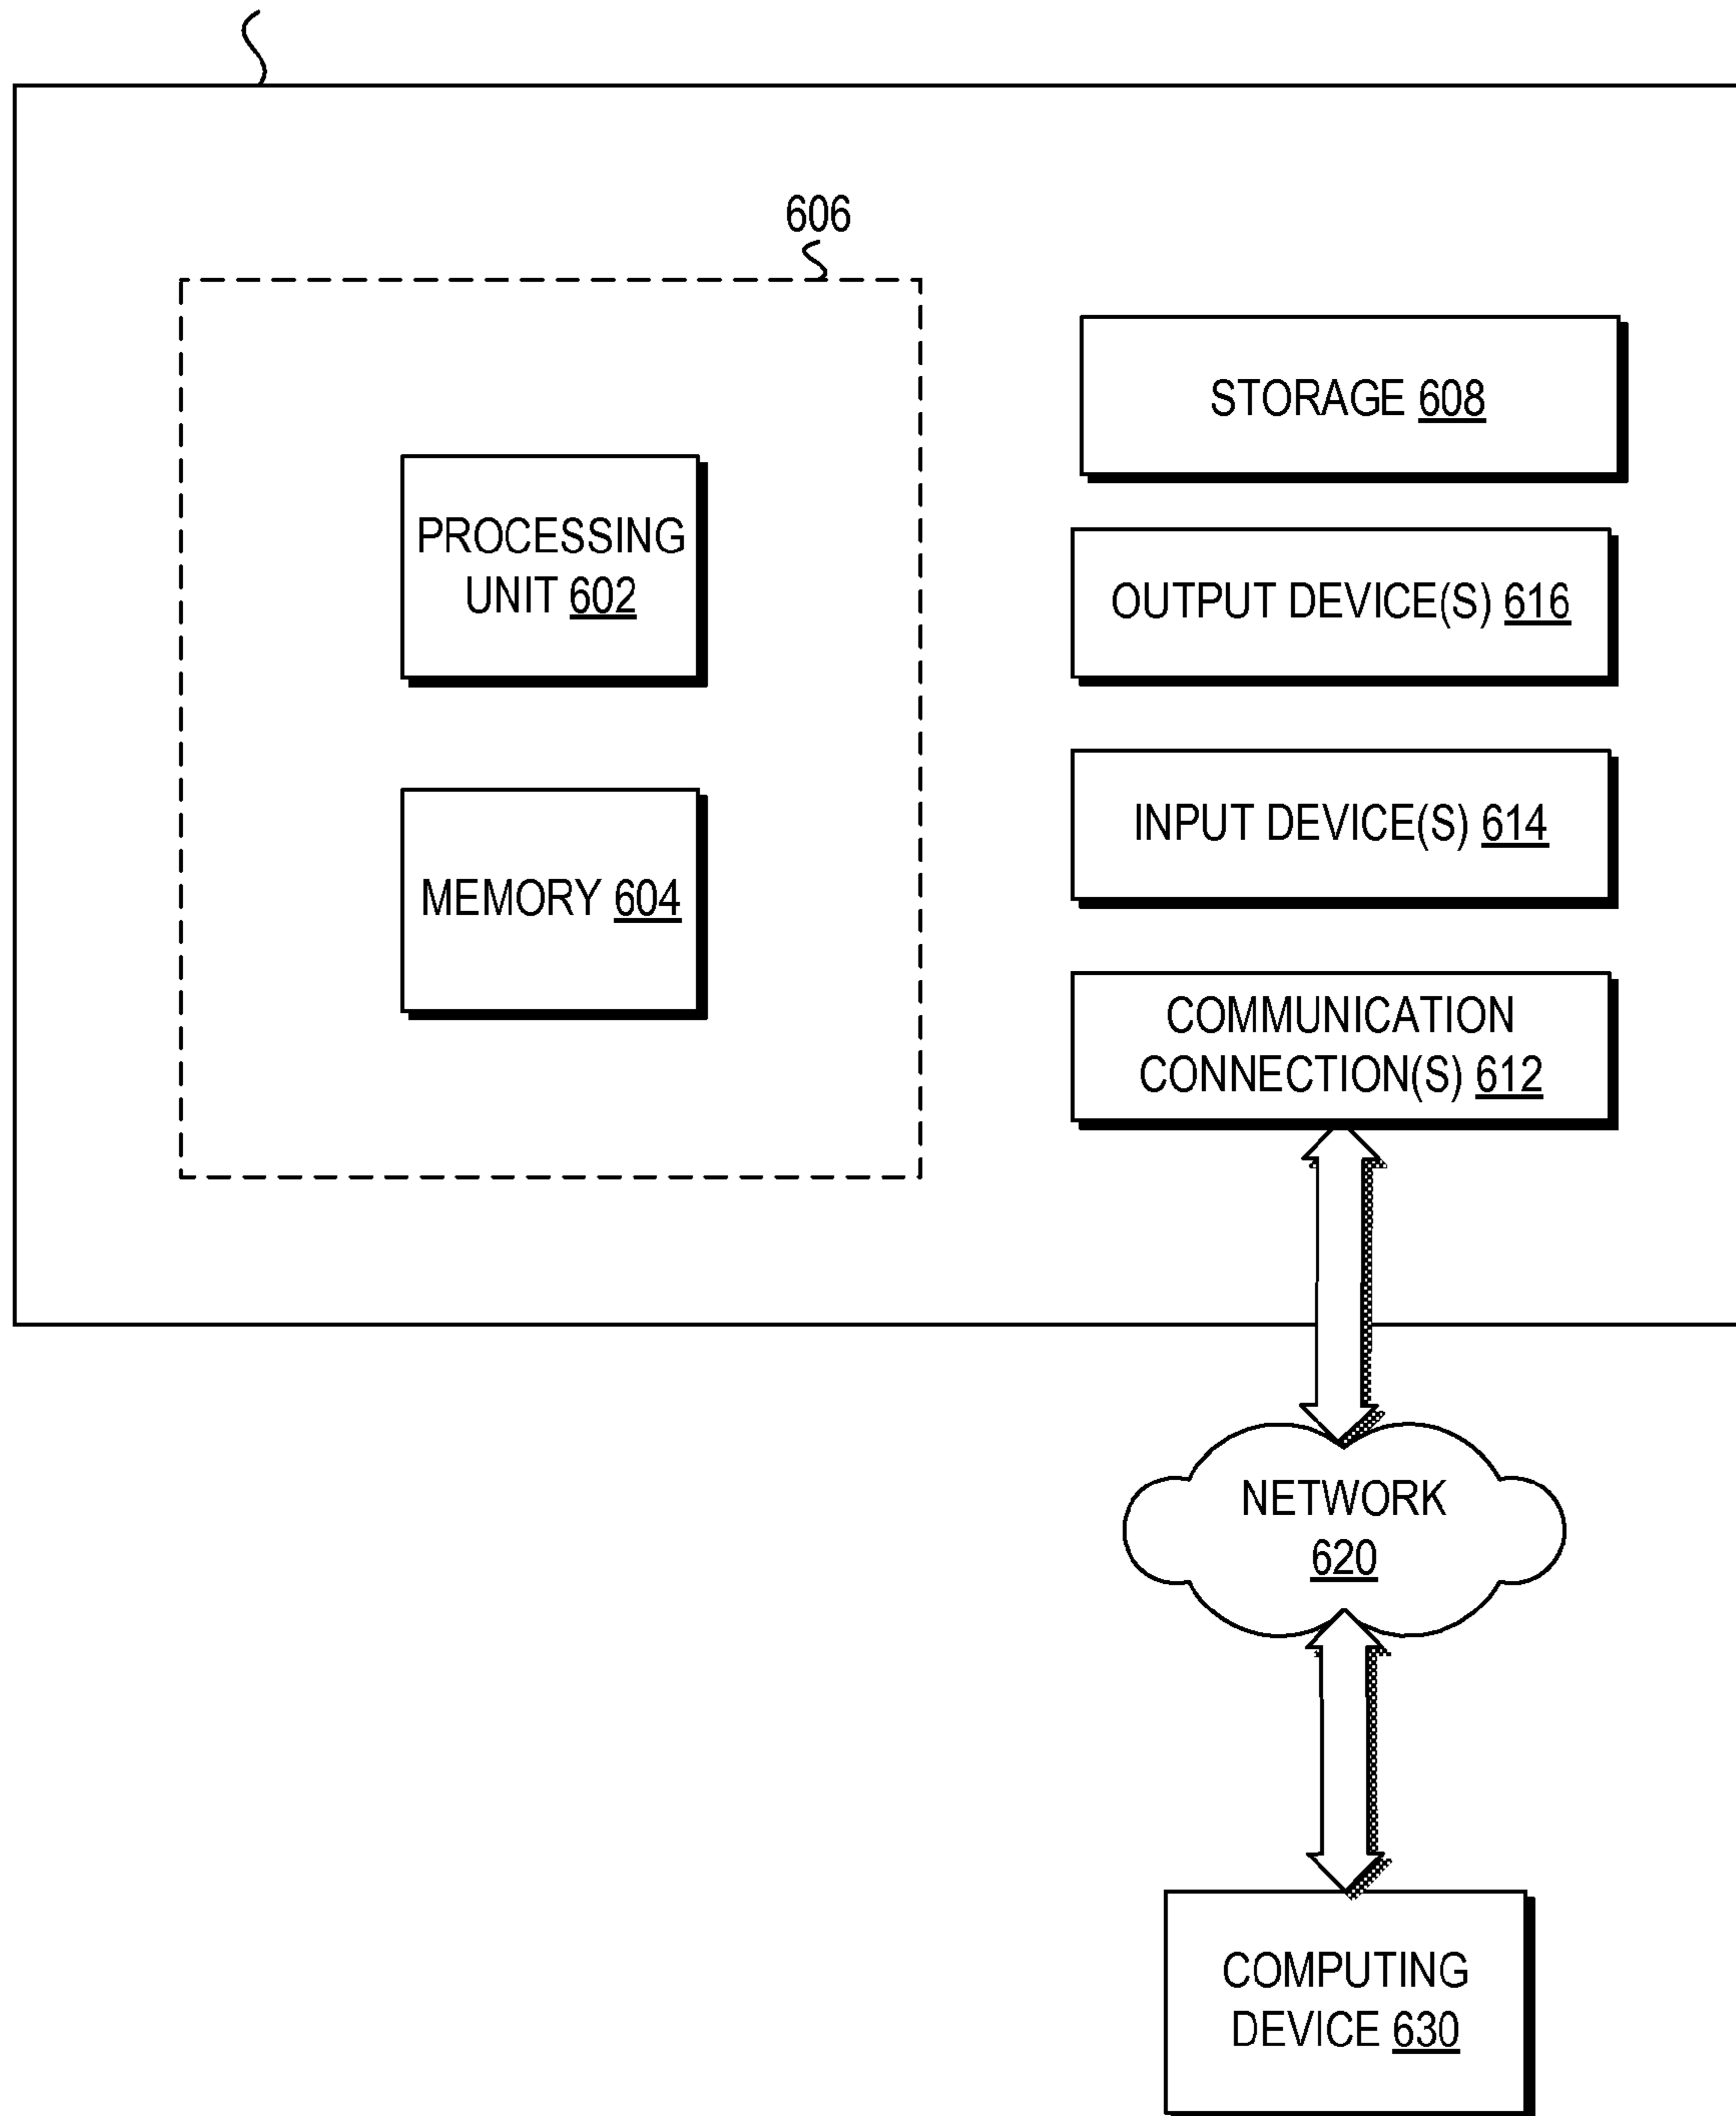 606
STORAGE 608
PROCESSING
UNIT 602
OUTPUT DEVICE(S) 616
INPUT DEVICE(S) 614
MEMORY 604
COMMUNICATION
CONNECTION(S) 612
NETWORK
620
COMPUTING
DEVICE 630